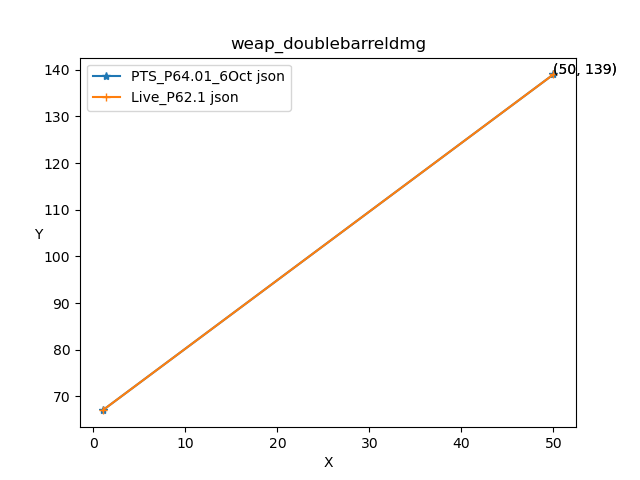 weap_doublebarreldmg
PTS_P64.01_6Oct json
Live_P62.1 json
(50, 139)
140
130
120
110
100
90
80
70
Y
0 10 20 30 40 50
X